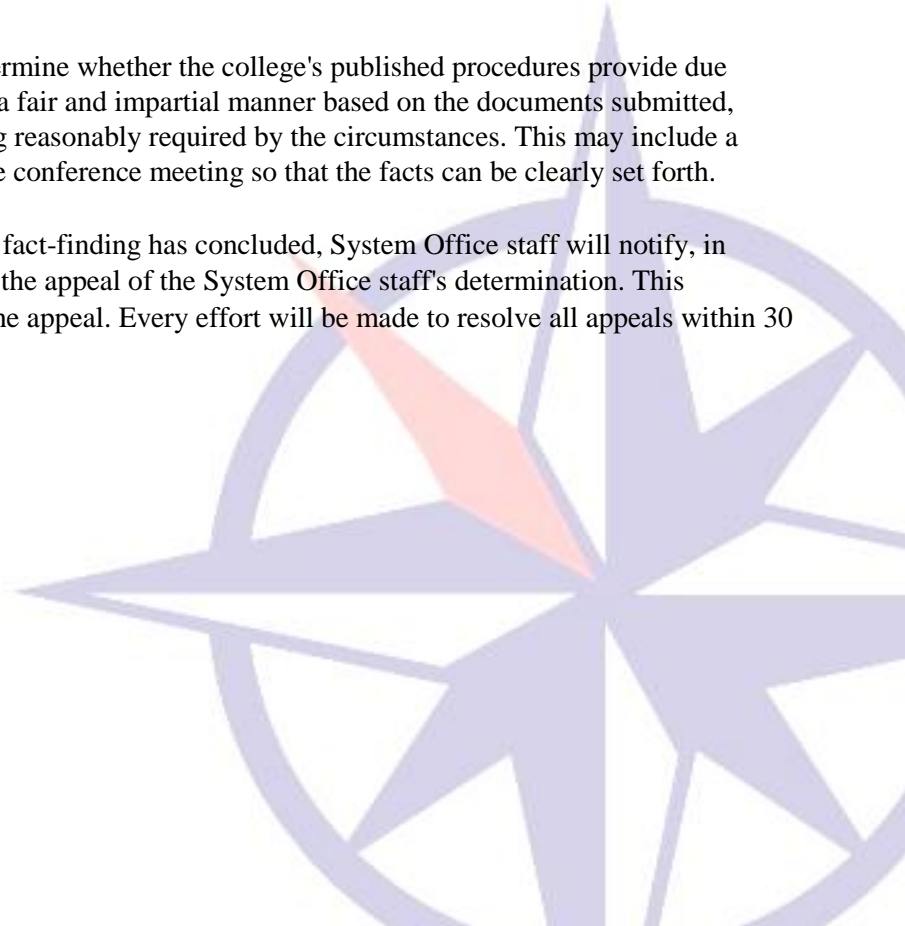 whether the college's published procedures provide due
a fair and impartial manner based on the documents submitted,
reasonably required by the circumstances. This may include a
conference meeting so that the facts can be clearly set forth.
fact-finding has concluded, System Office staff will notify, in
the appeal of the System Office staff's determination. This
appeal. Every effort will be made to resolve all appeals within 30